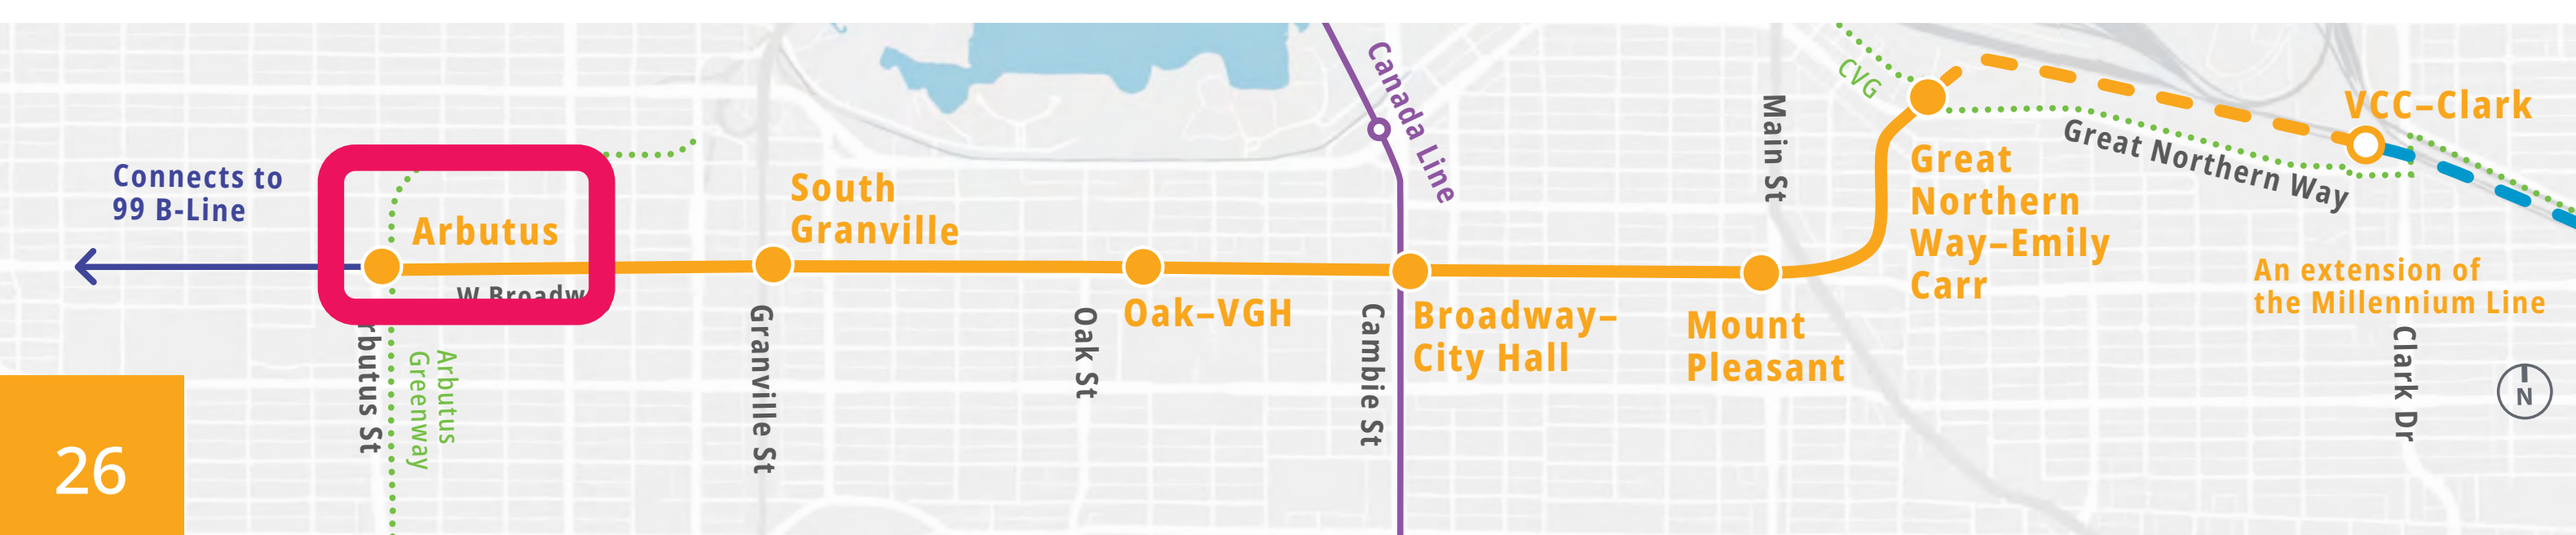 Connects to
99 B-Line
Arbutus
W Broadw
rbutus St
Arbutus
Greenway
South
Granville
Granville St
Oak St
Oak–VGH
Canada Line
Cambie St
Broadway–
City Hall
Main St
Mount
Pleasant
CVG
Great
Northern
Way–Emily
Carr
Great Northern Way
VCC–Clark
An extension of
the Millennium Line
Clark Dr
N
26